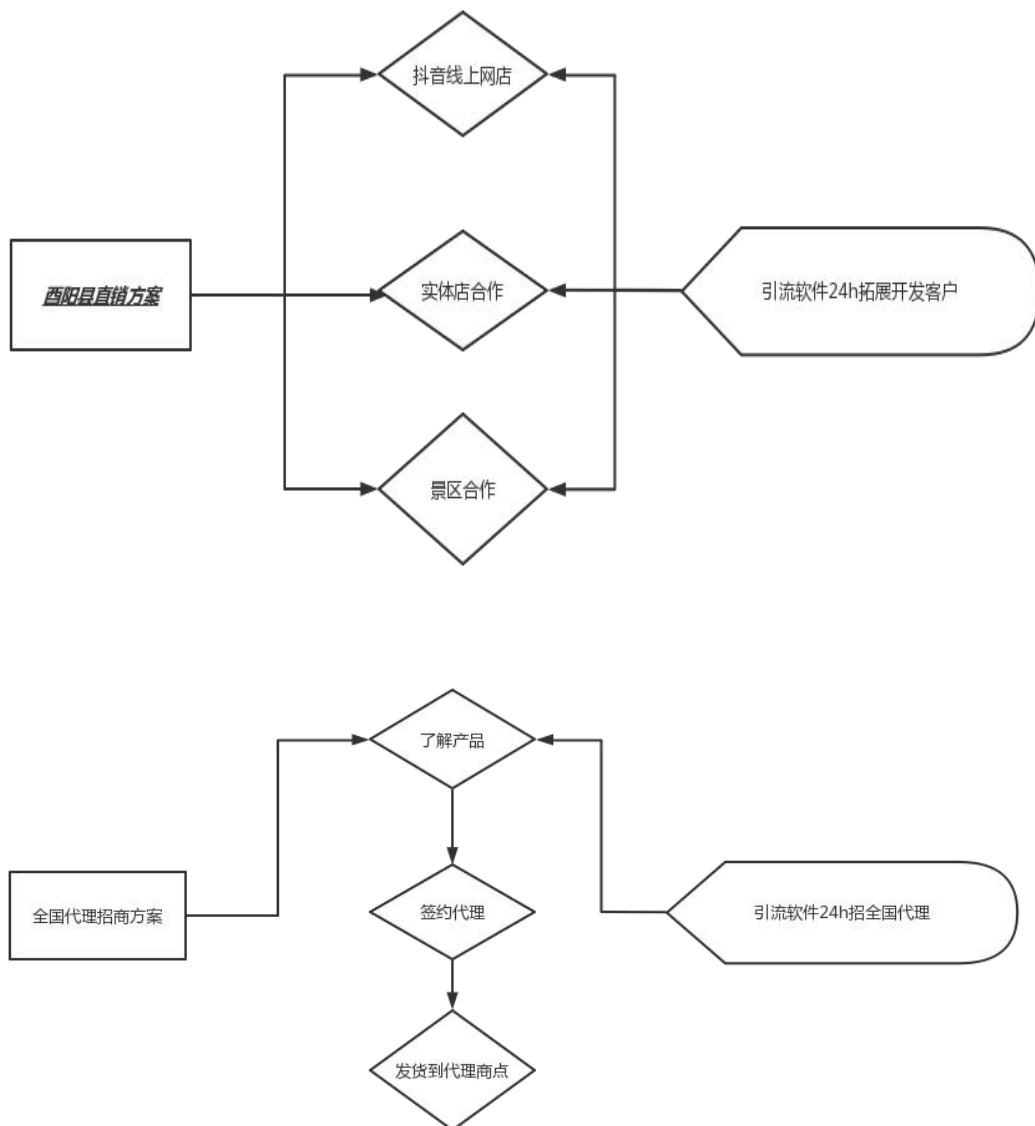 抖音线上网店
酉阳县直销方案
实体店合作
引流软件24h拓展开发客户
景区合作
了解产品
全国代理招商方案
签约代理
引流软件24h招全国代理
发货到代理商点